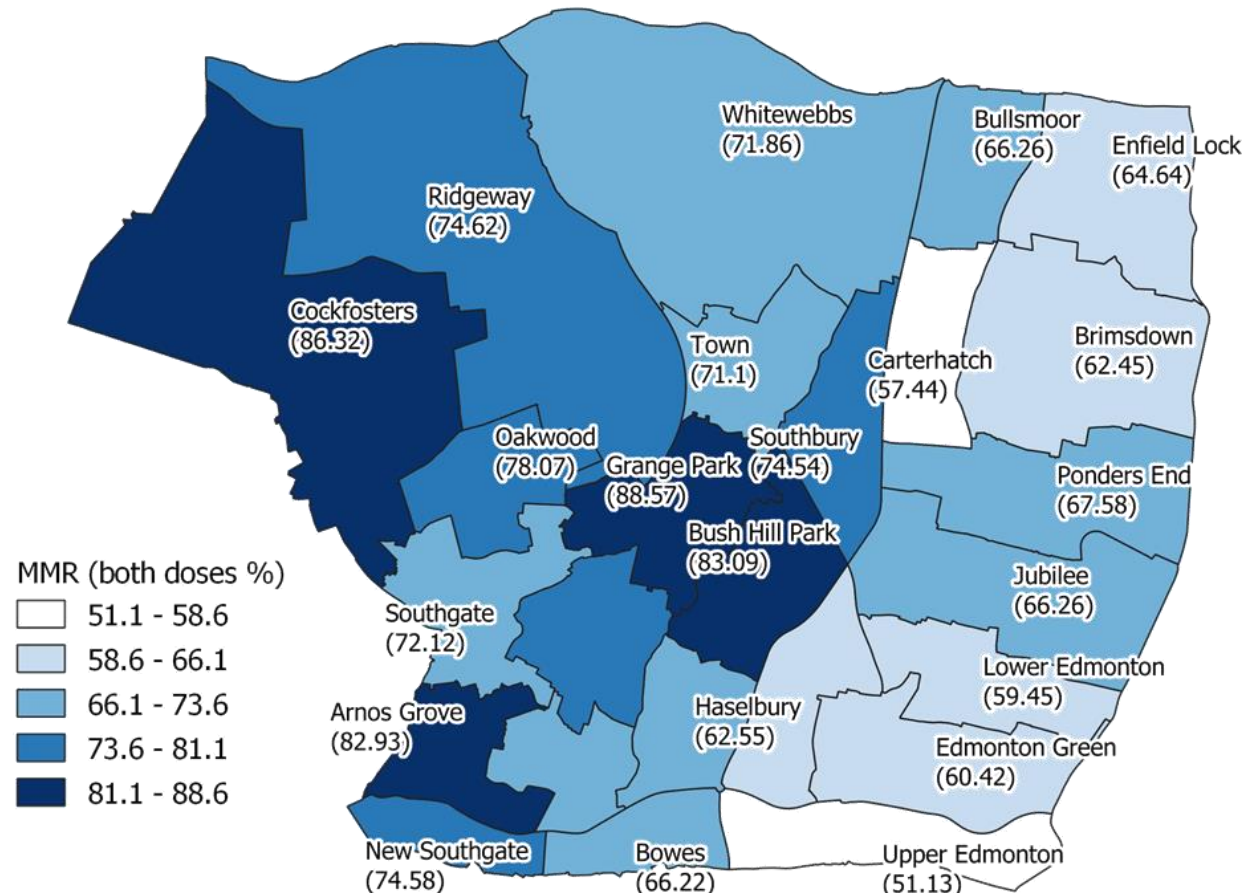 Whitewebbs
(71.86)
Bullsmoor
(66.26)
Enfield Lock
(64.64)
Ridgeway
(74.62)
Cockfosters
(86.32)
Town
(71.1)
Carterhatch
(57.44)
Brimsdown
(62.45)
Oakwood
(78.07)
Grange Park
(88.57)
Southbury
(74.54)
Ponders End
(67.58)
Bush Hill Park
(83.09)
Jubilee
(66.26)
Southgate
(72.12)
Lower Edmonton
(59.45)
Arnos Grove
(82.93)
Haselbury
(62.55)
Edmonton Green
(60.42)
New Southgate
(74.58)
Bowes
(66.22)
Upper Edmonton
(51.13)
MMR (both doses %)
51.1 - 58.6
58.6 - 66.1
66.1 - 73.6
73.6 - 81.1
81.1 - 88.6